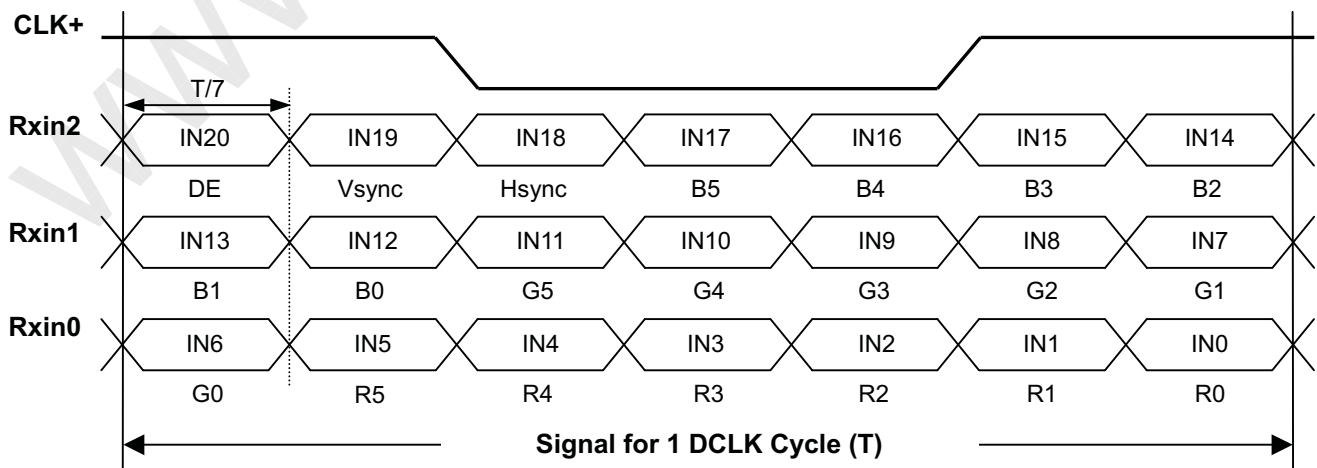 CLK+
T/7
Rxin2 IN20 IN19 IN18 IN17 IN16 IN15 IN14
DE Vsync Hsync B5 B4 B3 B2
Rxin1 IN13 IN12 IN11 IN10 IN9 IN8 IN7
B1 B0 G5 G4 G3 G2 G1
Rxin0 IN6 IN5 IN4 IN3 IN2 IN1 IN0
G0 R5 R4 R3 R2 R1 R0
Signal for 1 DCLK Cycle (T)